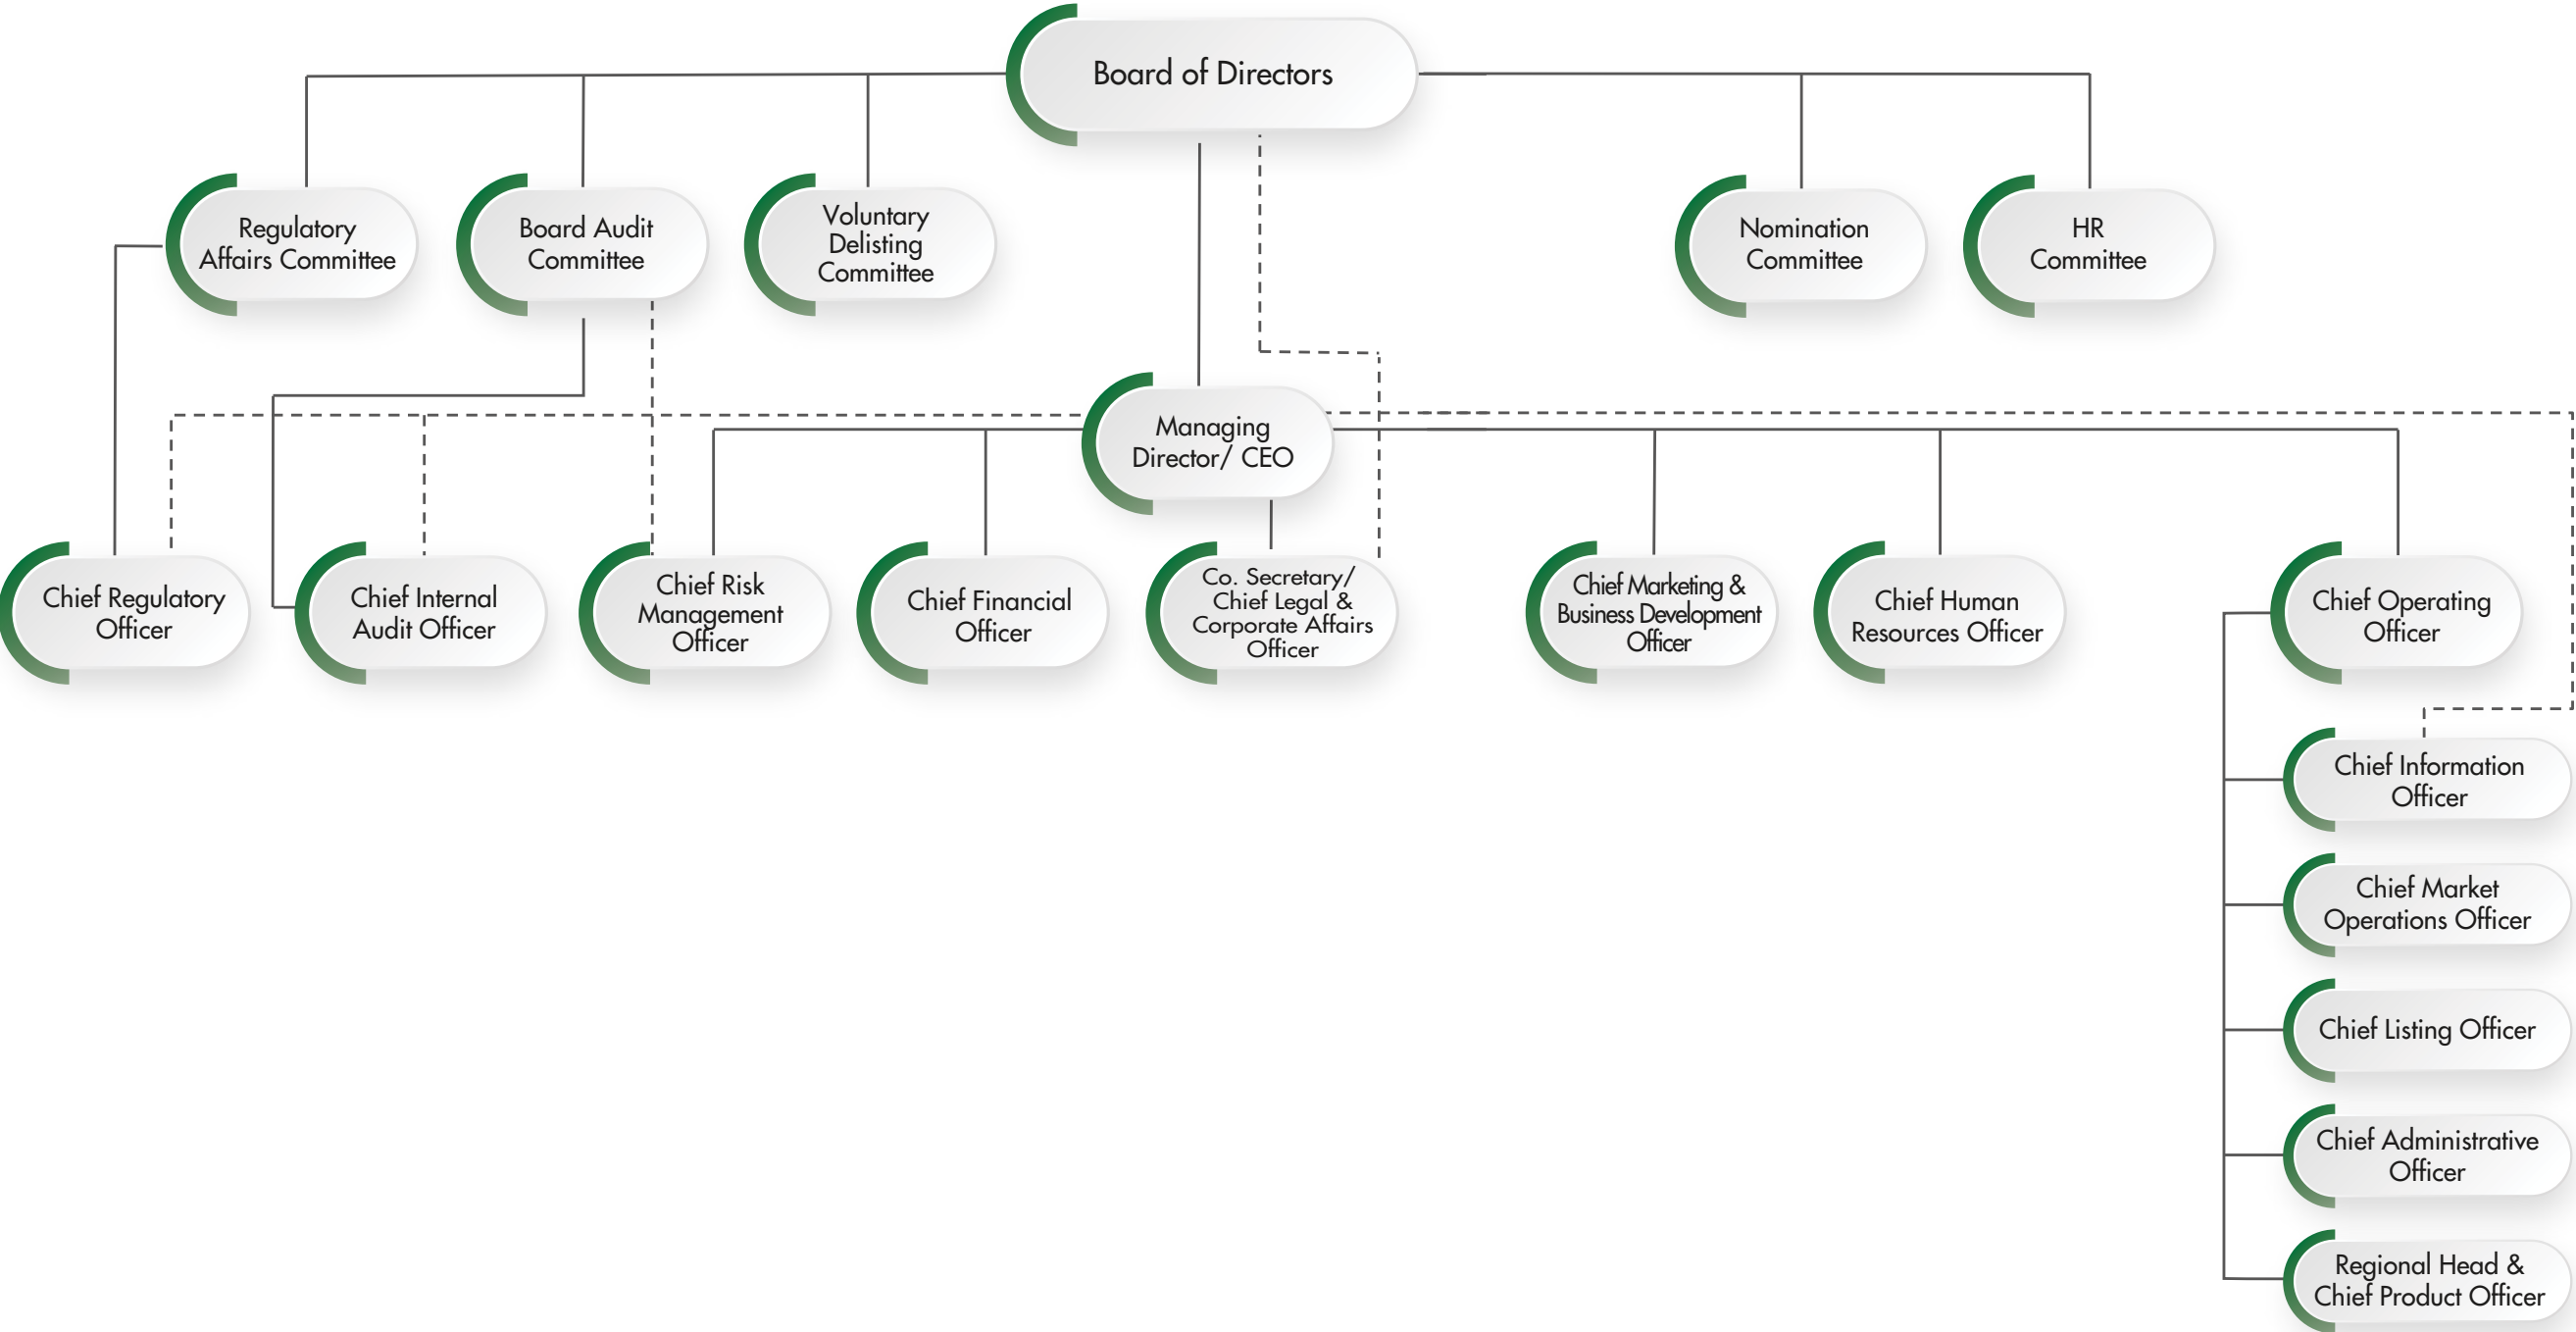 Board of Directors
Regulatory
Affairs Committee
Board Audit
Committee
Voluntary
Delisting
Committee
Nomination
Committee
HR
Committee
Managing
Director/ CEO
Chief Regulatory
Officer
Chief Internal
Audit Officer
Chief Risk
Management
Officer
Chief Financial
Officer
Co. Secretary/
Chief Legal &
Corporate Affairs
Officer
Chief Marketing &
Business Development
Officer
Chief Human
Resources Officer
Chief Operating
Officer
Chief Information
Officer
Chief Market
Operations Officer
Chief Listing Officer
Chief Administrative
Officer
Regional Head &
Chief Product Officer